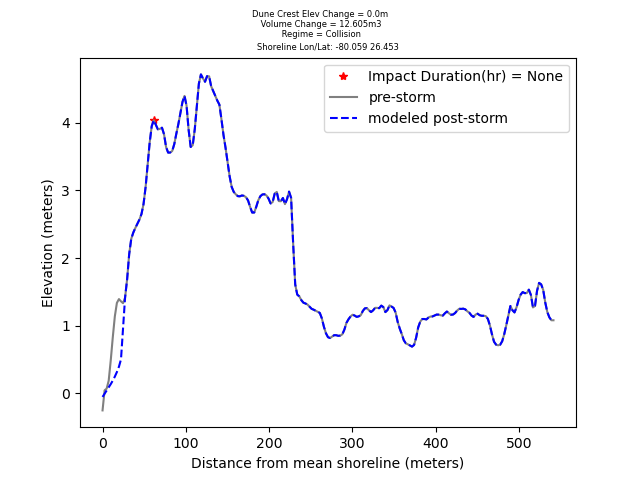 Dune Crest Elev Change = 0.0m
Volume Change = 12.605m3
Regime = Collision
Shoreline Lon/Lat: -80.059 26.453
Impact Duration(hr) = None
pre-storm
modeled post-storm
Elevation (meters)
4
3
2
1
0
0 100 200 300 400 500
Distance from mean shoreline (meters)